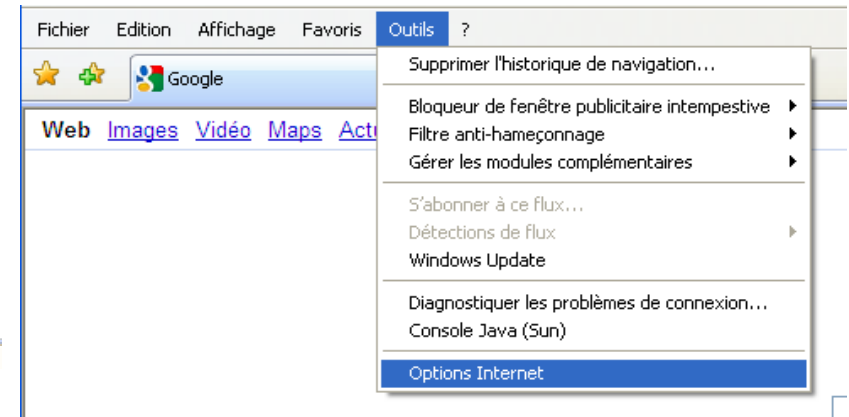 Fichier Edition Affichage Favoris Outils ?
Google
Web Images Vidéo Maps
Supprimer l'historique de navigation...
Bloqueur de fenêtre publicitaire intempestive
Filtre anti-hameçonnage
Gérer les modules complémentaires
S'abonner à ce flux...
Détections de flux
Windows Update
Diagnostiquer les problèmes de connexion...
Console Java (Sun)
Options Internet